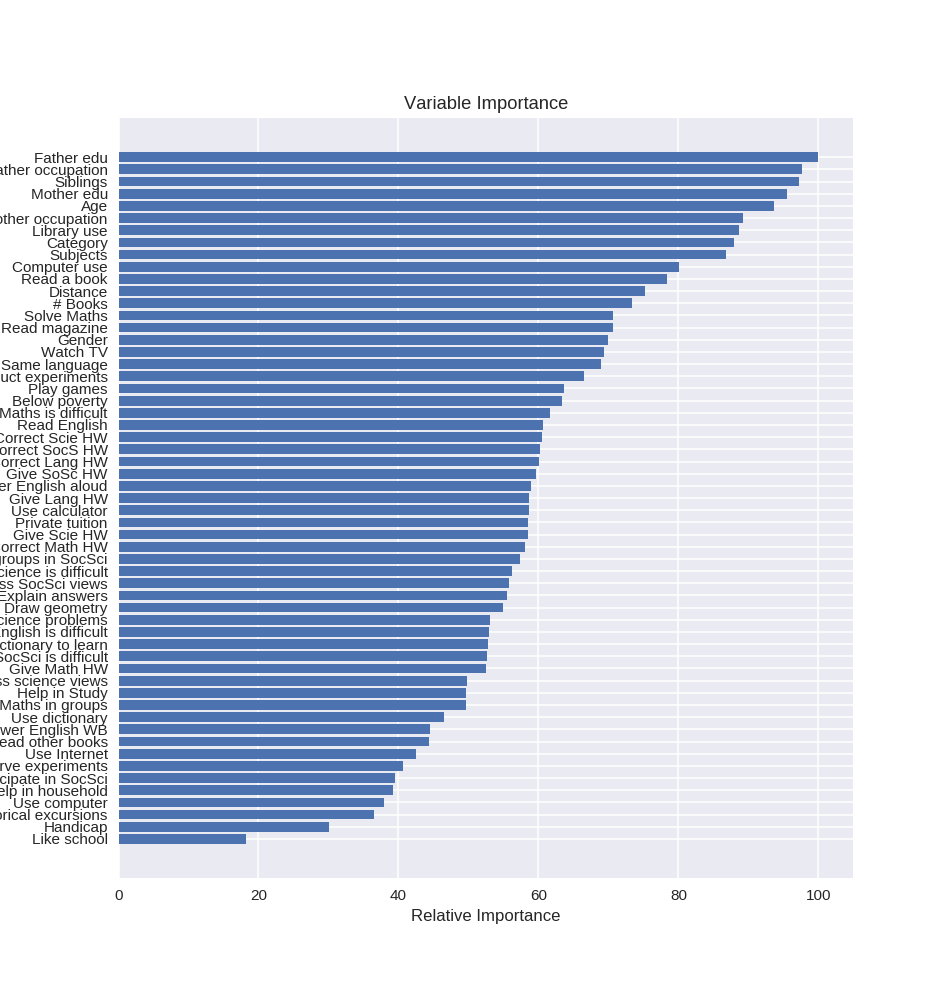 Variable Importance
Father edu
ather occupation
Siblings
Mother edu
Age
other occupation
Library use
Category
Subjects
Computer use
Read a book
Distance
# Books
Solve Maths
Read magazine
Gender
Watch TV
Same language
uct experiments
Play games
Below poverty
Maths is difficult
Read English
Correct Scie HW
orrect SocS HW
orrect Lang HW
Give SoSc HW
er English aloud
Give Lang HW
Use calculator
Private tuition
Give Scie HW
orrect Math HW
groups in SocSci
cience is difficult
ss SocSci views
Explain answers
Draw geometry
cience problems
nglish is difficult
ctionary to learn
SocSci is difficult
Give Math HW
ss science views
Help in Study
Maths in groups
Use dictionary
wer English WB
ead other books
Use Internet
rve experiments
cipate in SocSci
elp in household
Use computer
orical excursions
Handicap
Like school
0 20 40 60 80 100
Relative Importance